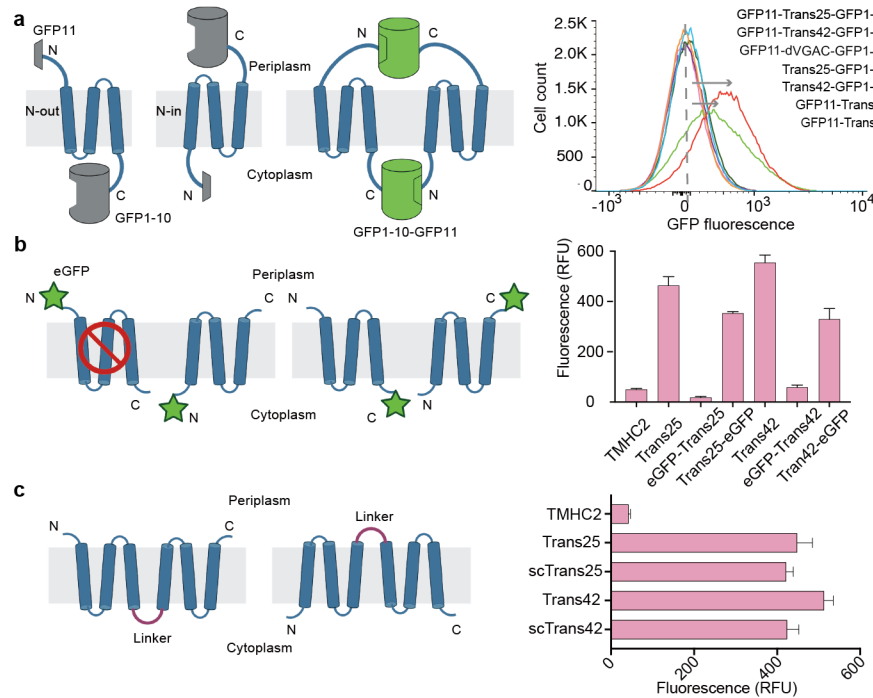 a
GFP11
N
C
Periplasm
N-out
N-in
C
N
Cytoplasm
GFP1-10
N
C
C
N
GFP1-10-GFP11
GFP11-Trans25-GFP1-
GFP11-Trans42-GFP1-
GFP11-dVGAC-GFP1-
Trans25-GFP1-
Trans42-GFP1-
GFP11-Trans
GFP11-Trans
Cell count
2.5K
2.0K
1.5K
1.0K
500
0
-10³ 0 10³ 10⁴
GFP fluorescence
b
eGFP
N
Periplasm
C
N
C
C
N
Cytoplasm
C
N
Fluorescence (RFU)
600
400
200
0
TMHC2
Trans25
eGFP-Trans25
Trans25-eGFP
Trans42
eGFP-Trans42
Tran42-eGFP
c
Periplasm
N
C
Linker
Linker
Cytoplasm
N
C
TMHC2
Trans25
scTrans25
Trans42
scTrans42
0 200 400 600
Fluorescence (RFU)